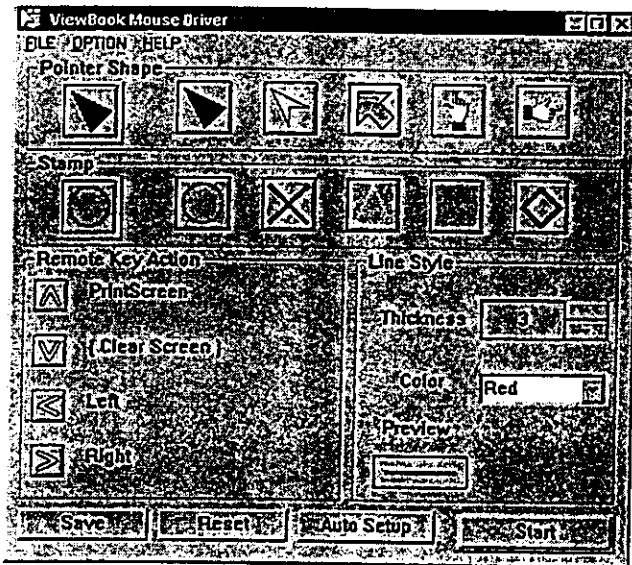 ViewBook Mouse Driver
FILE OPTION HELP
Pointer Shape
Stamp
Remote Key Action
PrintScreen
{ Clear Screen }
Left
Right
Line Style
Thickness 3
Color Red
Preview
Save Reset Auto Setup Start